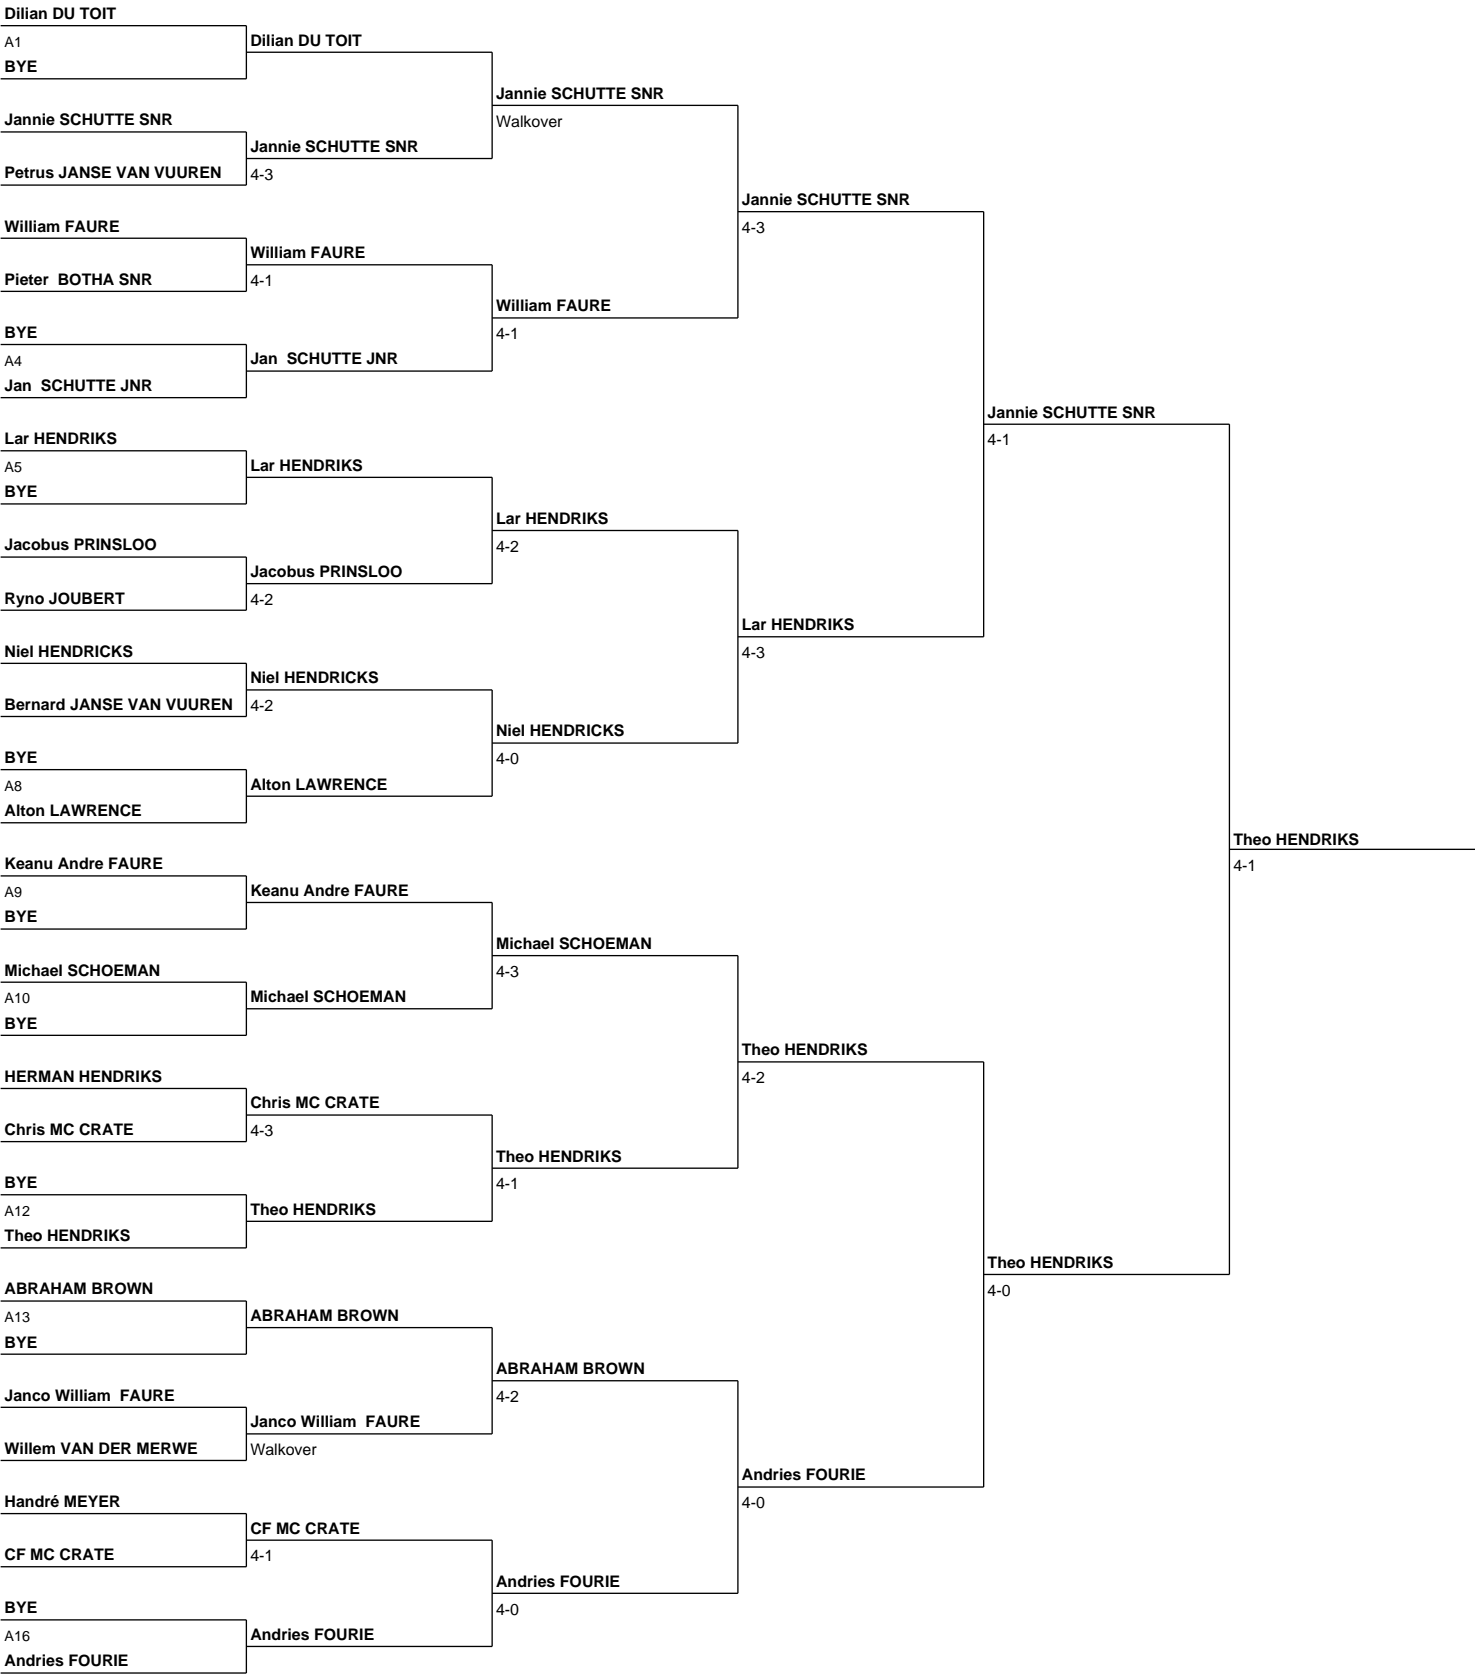 Dilian DU TOIT
A1
BYE
Dilian DU TOIT
Jannie SCHUTTE SNR
Walkover
Jannie SCHUTTE SNR
Jannie SCHUTTE SNR
4-3
Petrus JANSE VAN VUUREN
Jannie SCHUTTE SNR
4-3
William FAURE
William FAURE
4-1
Pieter  BOTHA SNR
William FAURE
4-1
BYE
A4
Jan  SCHUTTE JNR
Jan  SCHUTTE JNR
Jannie SCHUTTE SNR
4-1
Lar HENDRIKS
A5
BYE
Lar HENDRIKS
Lar HENDRIKS
4-2
Jacobus PRINSLOO
Jacobus PRINSLOO
4-2
Ryno JOUBERT
Lar HENDRIKS
4-3
Niel HENDRICKS
Niel HENDRICKS
4-2
Bernard JANSE VAN VUUREN
Niel HENDRICKS
4-0
BYE
A8
Alton LAWRENCE
Alton LAWRENCE
Theo HENDRIKS
4-1
Keanu Andre FAURE
A9
BYE
Keanu Andre FAURE
Michael SCHOEMAN
4-3
Michael SCHOEMAN
A10
BYE
Michael SCHOEMAN
Theo HENDRIKS
4-2
HERMAN HENDRIKS
Chris MC CRATE
4-3
Chris MC CRATE
Theo HENDRIKS
4-1
BYE
A12
Theo HENDRIKS
Theo HENDRIKS
Theo HENDRIKS
4-0
ABRAHAM BROWN
A13
BYE
ABRAHAM BROWN
ABRAHAM BROWN
4-2
Janco William  FAURE
Janco William  FAURE
Walkover
Willem VAN DER MERWE
Andries FOURIE
4-0
Handré MEYER
CF MC CRATE
4-1
CF MC CRATE
Andries FOURIE
4-0
BYE
A16
Andries FOURIE
Andries FOURIE